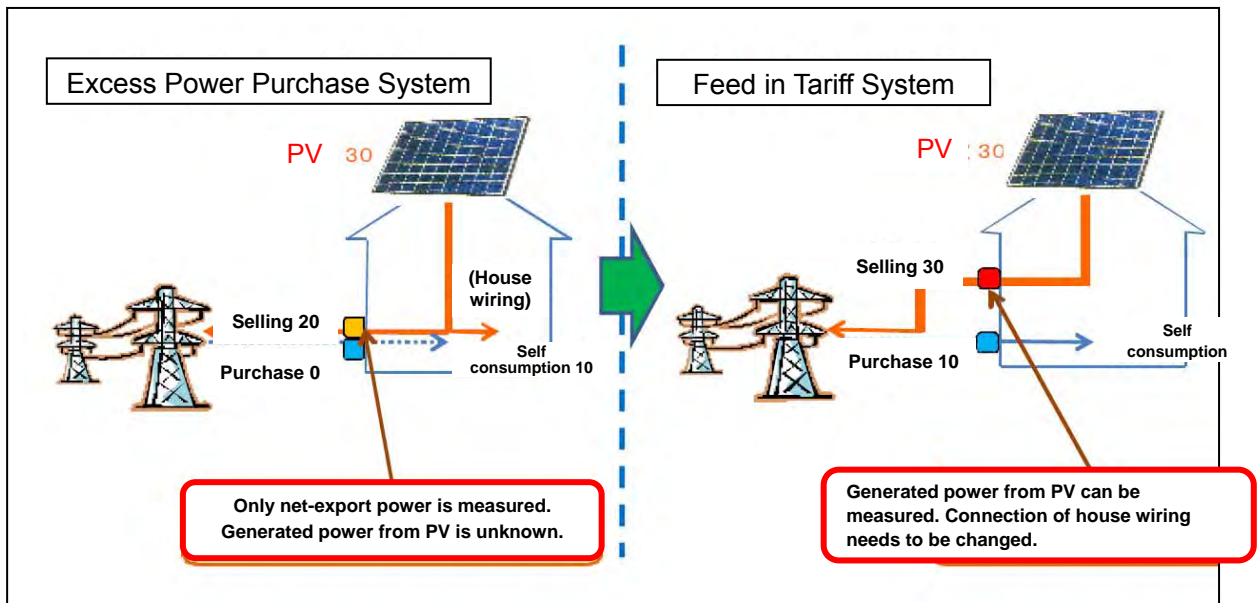 Excess Power Purchase System
PV 30
(House
wiring)
Selling 20
Purchase 0
Self
consumption 10
Only net-export power is measured.
Generated power from PV is unknown.
Feed in Tariff System
PV 30
Selling 30
Purchase 10
Self
consumption
Generated power from PV can be
measured. Connection of house wiring
needs to be changed.